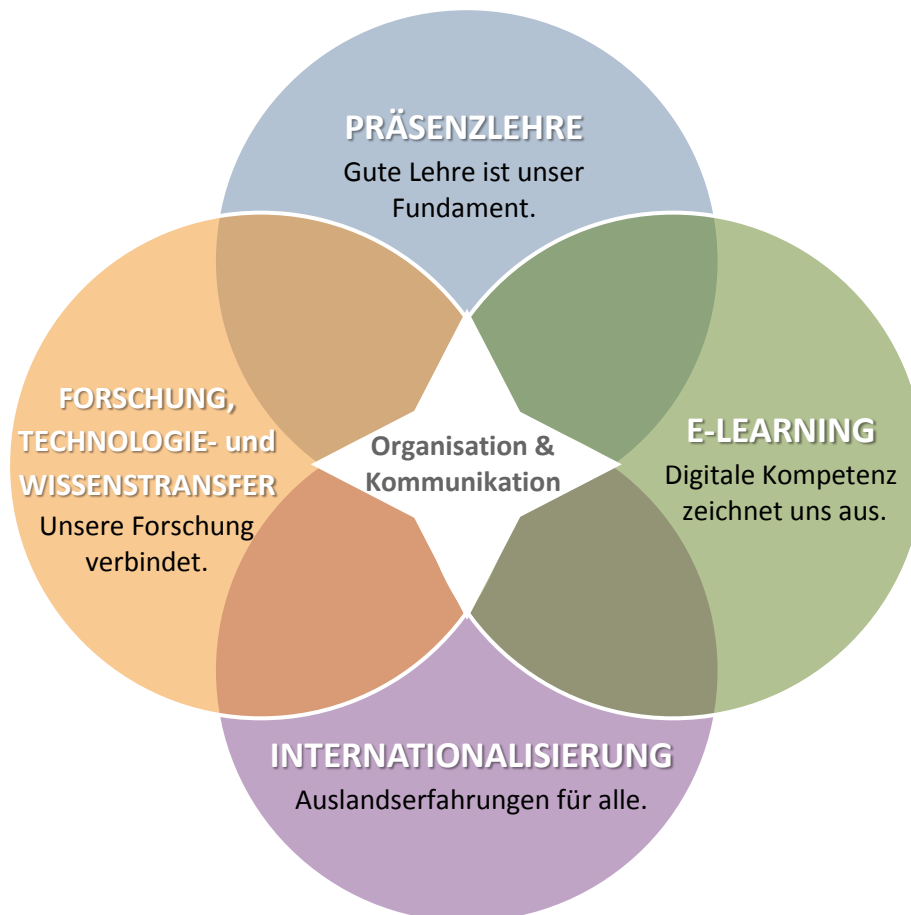 PRÄSENZLEHRE
Gute Lehre ist unser
Fundament.
FORSCHUNG,
TECHNOLOGIE- und
WISSENSTRANSFER
Unsere Forschung
verbindet.
Organisation &
Kommunikation
E-LEARNING
Digitale Kompetenz
zeichnet uns aus.
INTERNATIONALISIERUNG
Auslandserfahrungen für alle.